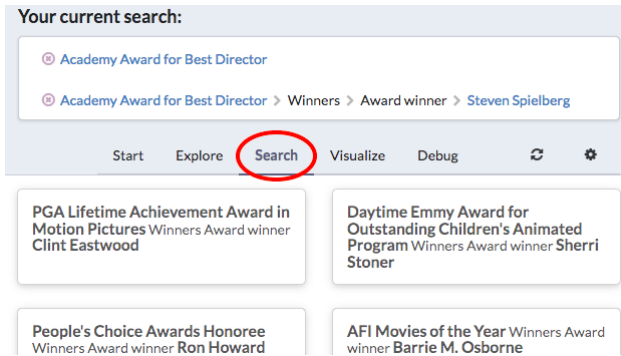 Your current search:
Academy Award for Best Director
Academy Award for Best Director > Winners > Award winner > Steven Spielberg
Start Explore Search Visualize Debug
PGA Lifetime Achievement Award in
Motion Pictures Winners Award winner
Clint Eastwood
Daytime Emmy Award for
Outstanding Children's Animated
Program Winners Award winner Sherri
Stoner
People's Choice Awards Honoree
Winners Award winner Ron Howard
AFI Movies of the Year Winners Award
winner Barrie M. Osborne